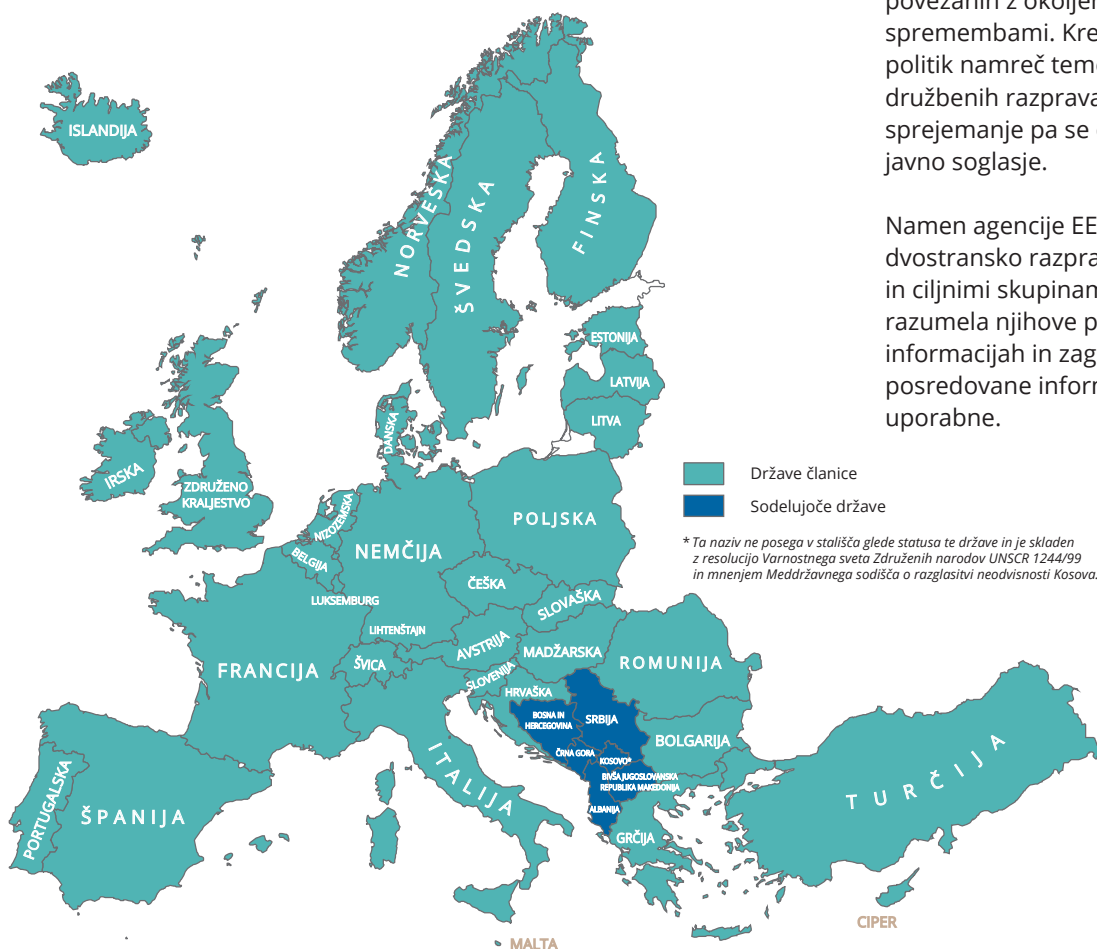 povezanih z okoljem
spremembami. Kre
politik namreč teme
družbenih razprava
sprejemanje pa se
javno soglasje.
Namen agencije EE
dvostransko razpra
in ciljnimi skupinam
razumela njihove p
informacijah in zag
posredovane inforr
uporabne.
Države članice
Sodelujoče države
* Ta naziv ne posega v stališča glede statusa te države in je skladen
z resolucijo Varnostnega sveta Združenih narodov UNSCR 1244/99
in mnenjem Meddržavnega sodišča o razglasitvi neodvisnosti Kosova.
ISLANDIJA
NORVEŠKA
ŠVEDSKA
FINSKA
ESTONIJA
LATVIJA
LITVA
DANSKA
IRSKA
ZDRUŽENO
KRALJESTVO
NIZOZEMSKA
BELGIJA
NEMČIJA
POLJSKA
LUKSEMBURG
ČEŠKA
SLOVAŠKA
LIHTENŠTAJN
AVSTRIJA
MADŽARSKA
ROMUNIJA
FRANCIJA
ŠVICA
SLOVENIJA
HRVAŠKA
BOSNA IN
HERCEGOVINA
SRBIJA
BOLGARIJA
ČRNA GORA
KOSOVO*
BIVŠA JUGOSLOVANSKA
REPUBLIKA MAKEDONIJA
ITALIJA
ALBANIJA
GRČIJA
TURČIJA
PORTUGALSKA
ŠPANIJA
CIPER
MALTA